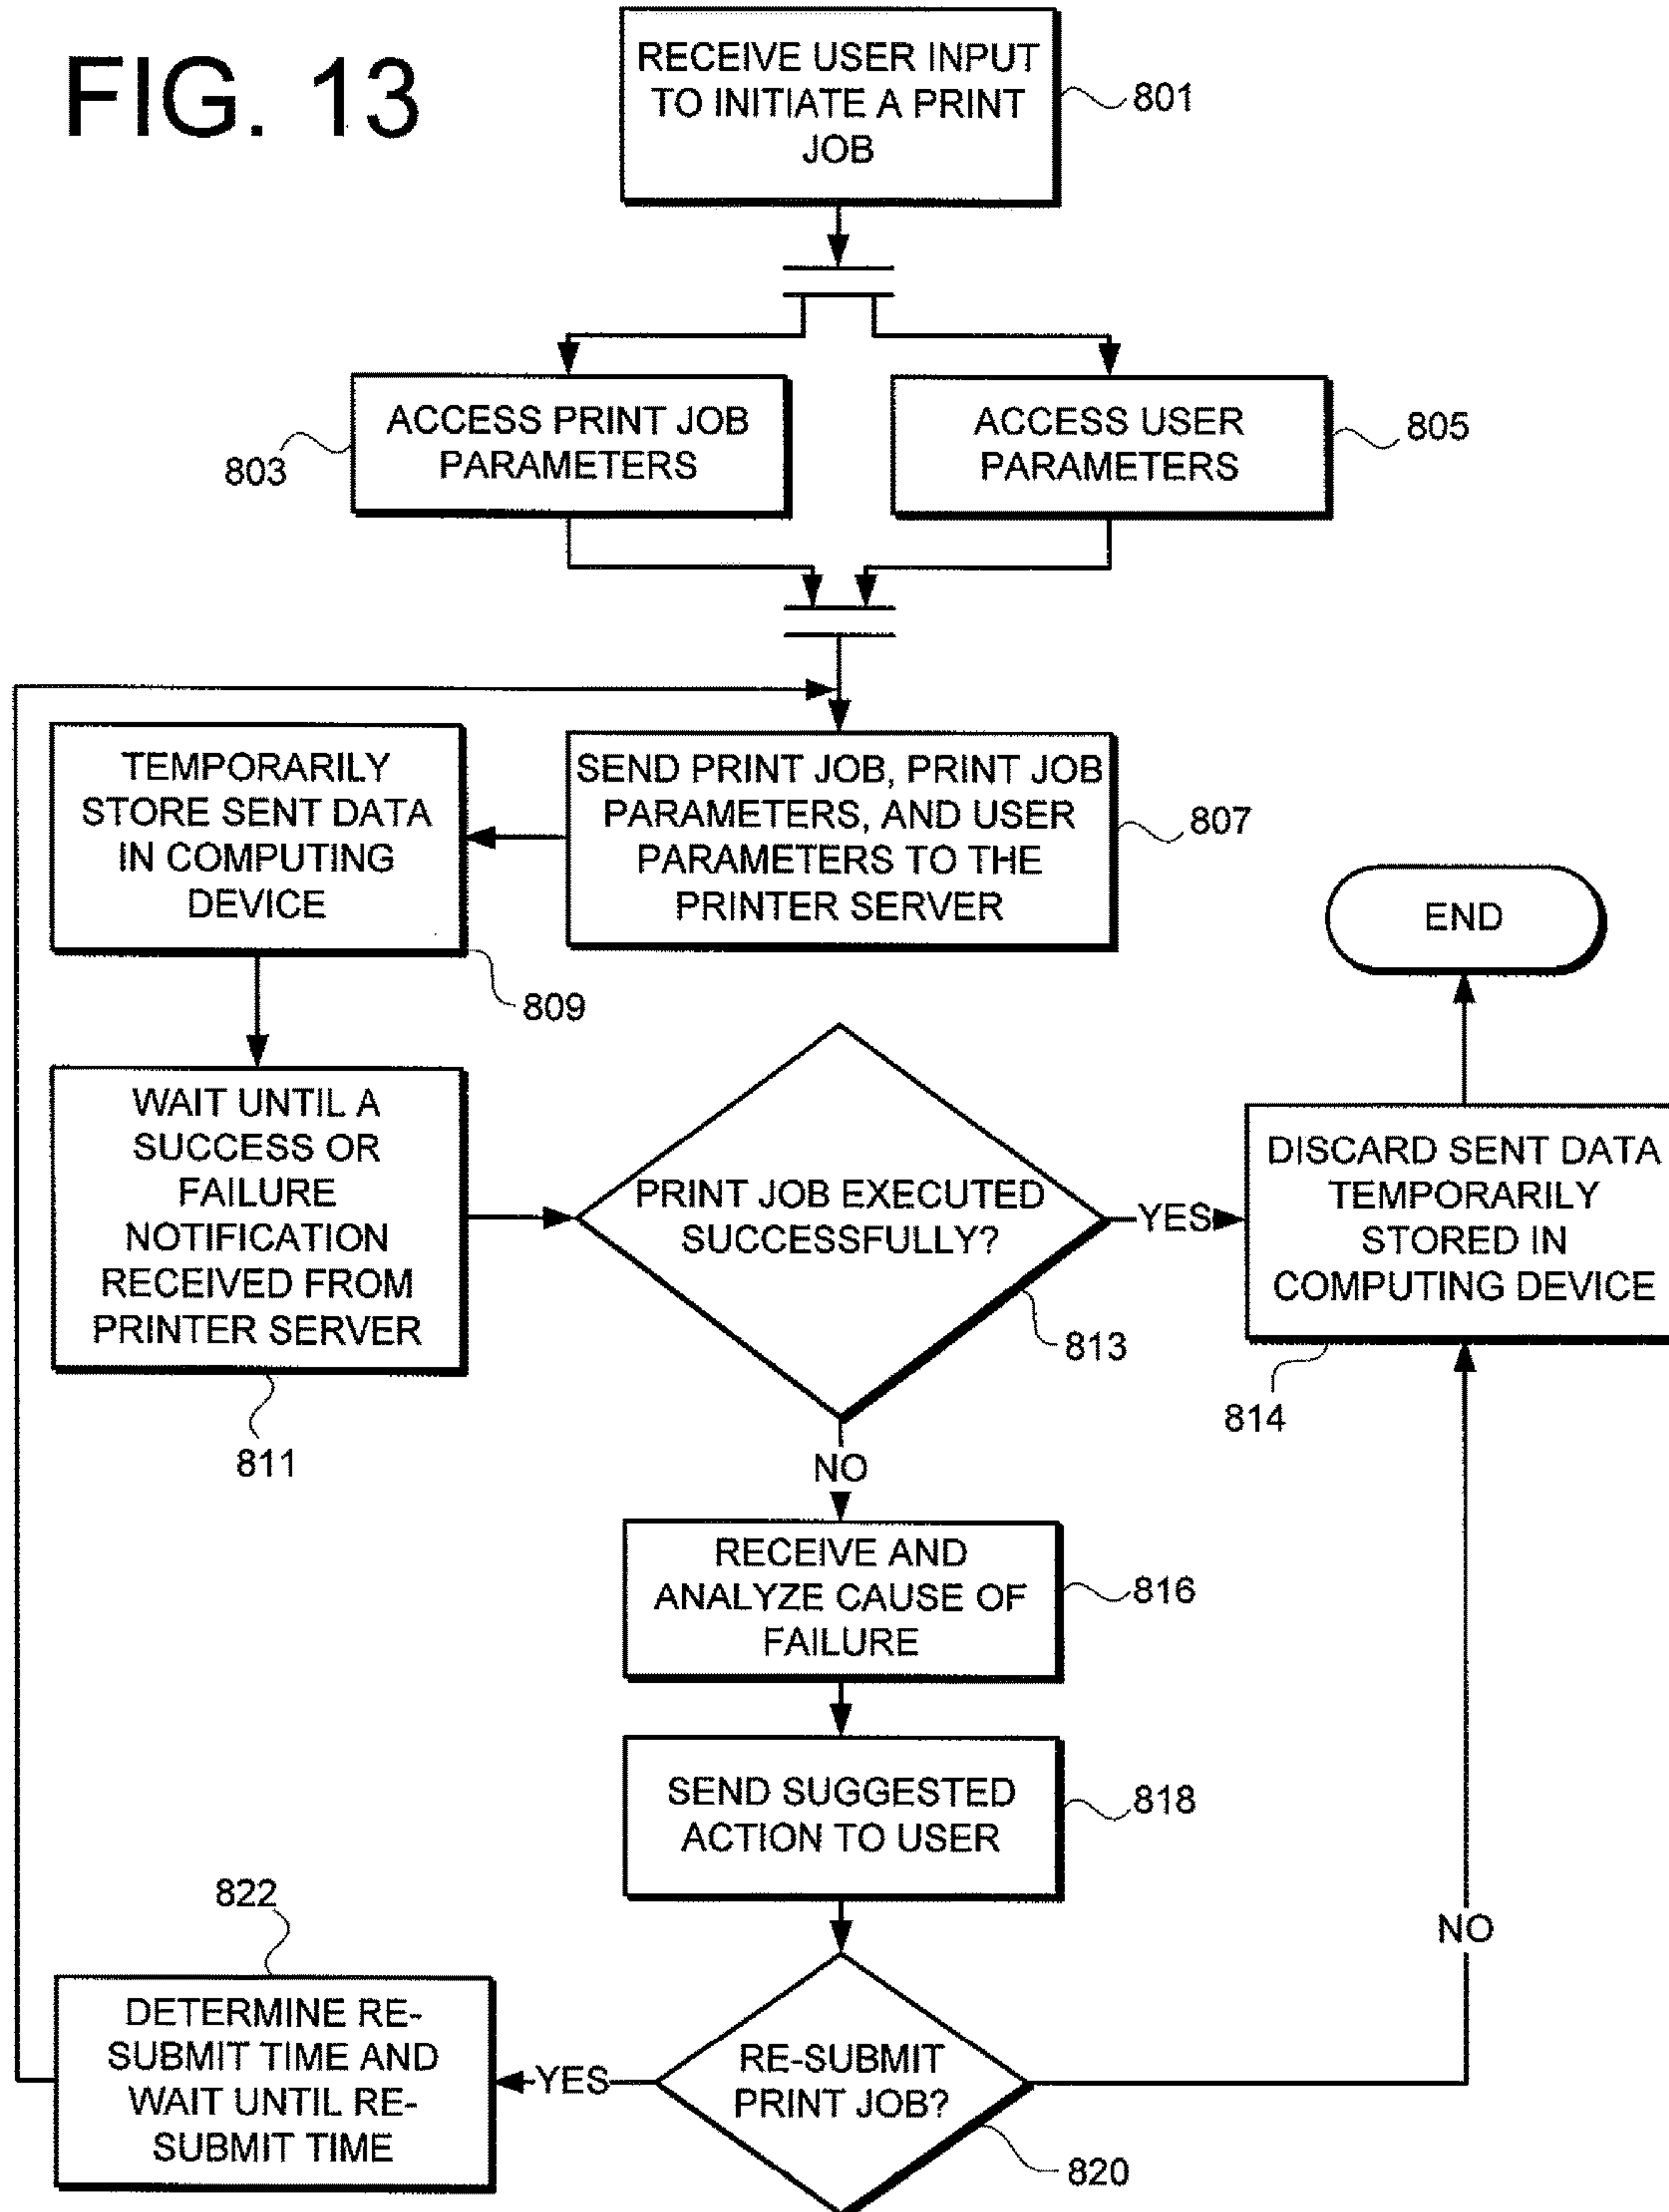 FIG. 13
RECEIVE USER INPUT
TO INITIATE A PRINT
JOB
801
ACCESS PRINT JOB
PARAMETERS
803
ACCESS USER
PARAMETERS
805
SEND PRINT JOB, PRINT JOB
PARAMETERS, AND USER
PARAMETERS TO THE
PRINTER SERVER
807
TEMPORARILY
STORE SENT DATA
IN COMPUTING
DEVICE
809
WAIT UNTIL A
SUCCESS OR
FAILURE
NOTIFICATION
RECEIVED FROM
PRINTER SERVER
811
PRINT JOB EXECUTED
SUCCESSFULLY?
813
YES
DISCARD SENT DATA
TEMPORARILY
STORED IN
COMPUTING DEVICE
814
END
NO
RECEIVE AND
ANALYZE CAUSE OF
FAILURE
816
SEND SUGGESTED
ACTION TO USER
818
RE-SUBMIT
PRINT JOB?
820
NO
YES
DETERMINE RE-
SUBMIT TIME AND
WAIT UNTIL RE-
SUBMIT TIME
822